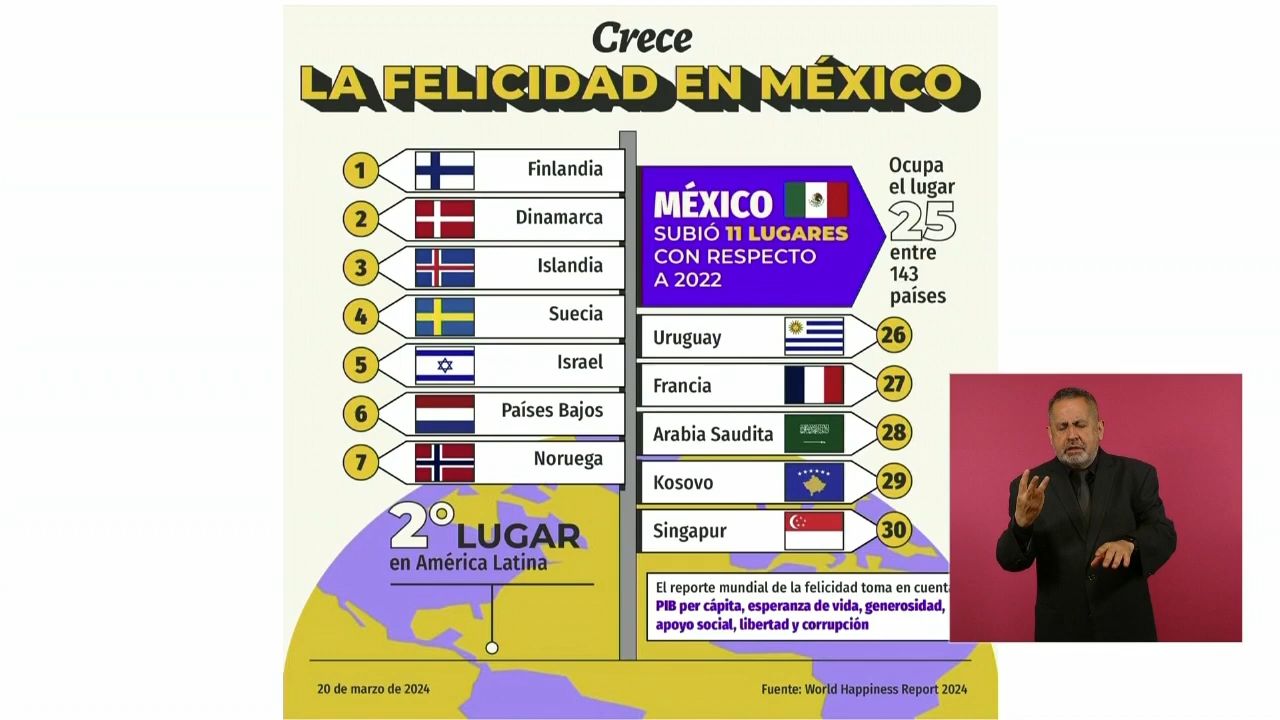 Crece
LA FELICIDAD EN MÉXICO
1 Finlandia
2 Dinamarca
3 Islandia
4 Suecia
5 Israel
6 Países Bajos
7 Noruega
2° LUGAR
en América Latina
MÉXICO
SUBIÓ 11 LUGARES
CON RESPECTO
A 2022
Ocupa
el lugar
25
entre
143
países
Uruguay 26
Francia 27
Arabia Saudita 28
Kosovo 29
Singapur 30
El reporte mundial de la felicidad toma en
PIB per cápita, esperanza de vida, generosidad,
apoyo social, libertad y corrupción
20 de marzo de 2024
Fuente: World Happiness Report 2024